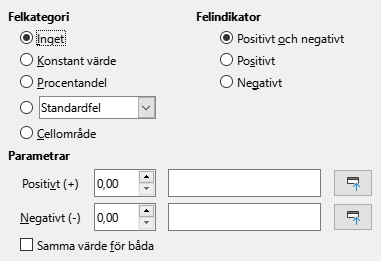 Felkategori
Inget
Konstant värde
Procentandel
Standardfel
Cellområde
Felindikator
Positivt och negativt
Positivt
Negativt
Parametrar
Positivt (+) 0,00
Negativt (-) 0,00
Samma värde för båda